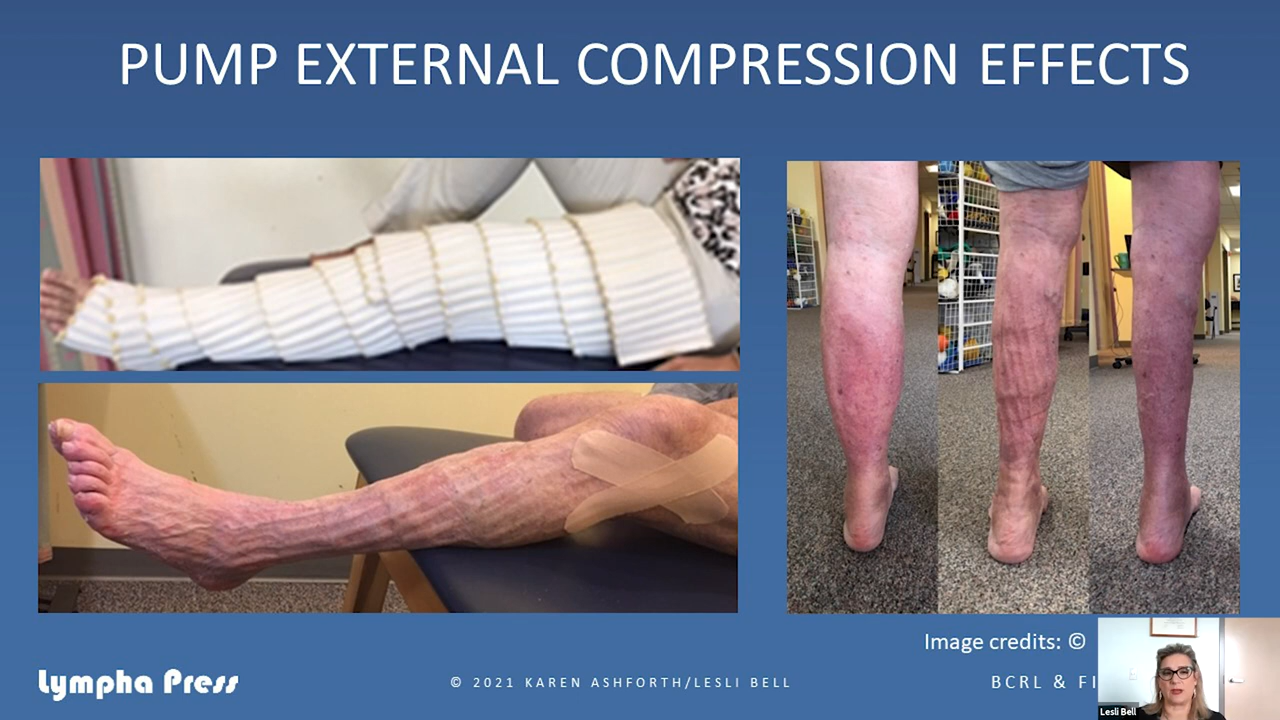 PUMP EXTERNAL COMPRESSION EFFECTS
Image credits: ©
Lympha Press
© 2021 KAREN ASHFORTH/LESLI BELL
BCRL & FI
Lesli Bell